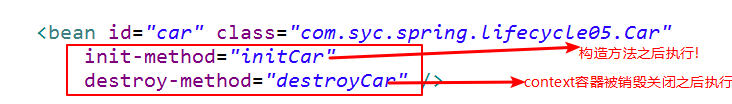 <bean id="car" class="com.syc.spring.lifecycle05.Car"
init-method="initCar" 构造方法之后执行!
destroy-method="destroyCar" /> context容器被销毁关闭之后执行